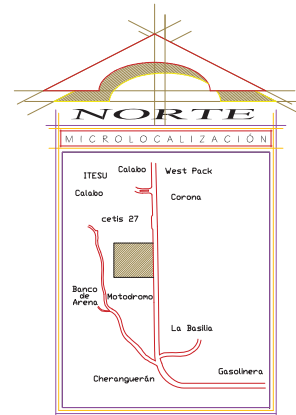 NORTE
MICROLOCALIZACIÓN
Calabo
West Pack
ITESU
Calabo
Corona
cetis 27
Banco
de
Arena
Motodromo
La Basilia
Gasolinera
Cheranguerán